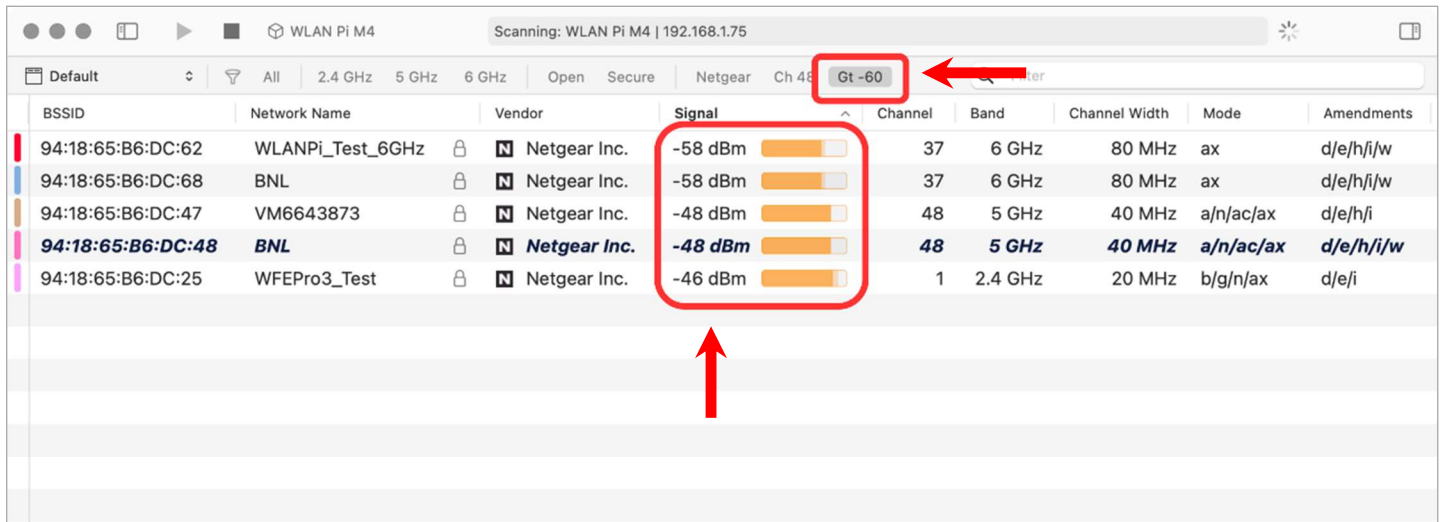 WLAN Pi M4 Scanning: WLAN Pi M4 | 192.168.1.75
Default All 2.4 GHz 5 GHz 6 GHz Open Secure Netgear Ch 48 Gt -60
BSSID Network Name Vendor Signal Channel Band Channel Width Mode Amendments
94:18:65:B6:DC:62 WLANPi_Test_6GHz N Netgear Inc. -58 dBm 37 6 GHz 80 MHz ax d/e/h/i/w
94:18:65:B6:DC:68 BNL N Netgear Inc. -58 dBm 37 6 GHz 80 MHz ax d/e/h/i/w
94:18:65:B6:DC:47 VM6643873 N Netgear Inc. -48 dBm 48 5 GHz 40 MHz a/n/ac/ax d/e/h/i
94:18:65:B6:DC:48 BNL N Netgear Inc. -48 dBm 48 5 GHz 40 MHz a/n/ac/ax d/e/h/i/w
94:18:65:B6:DC:25 WFEPro3_Test N Netgear Inc. -46 dBm 1 2.4 GHz 20 MHz b/g/n/ax d/e/i